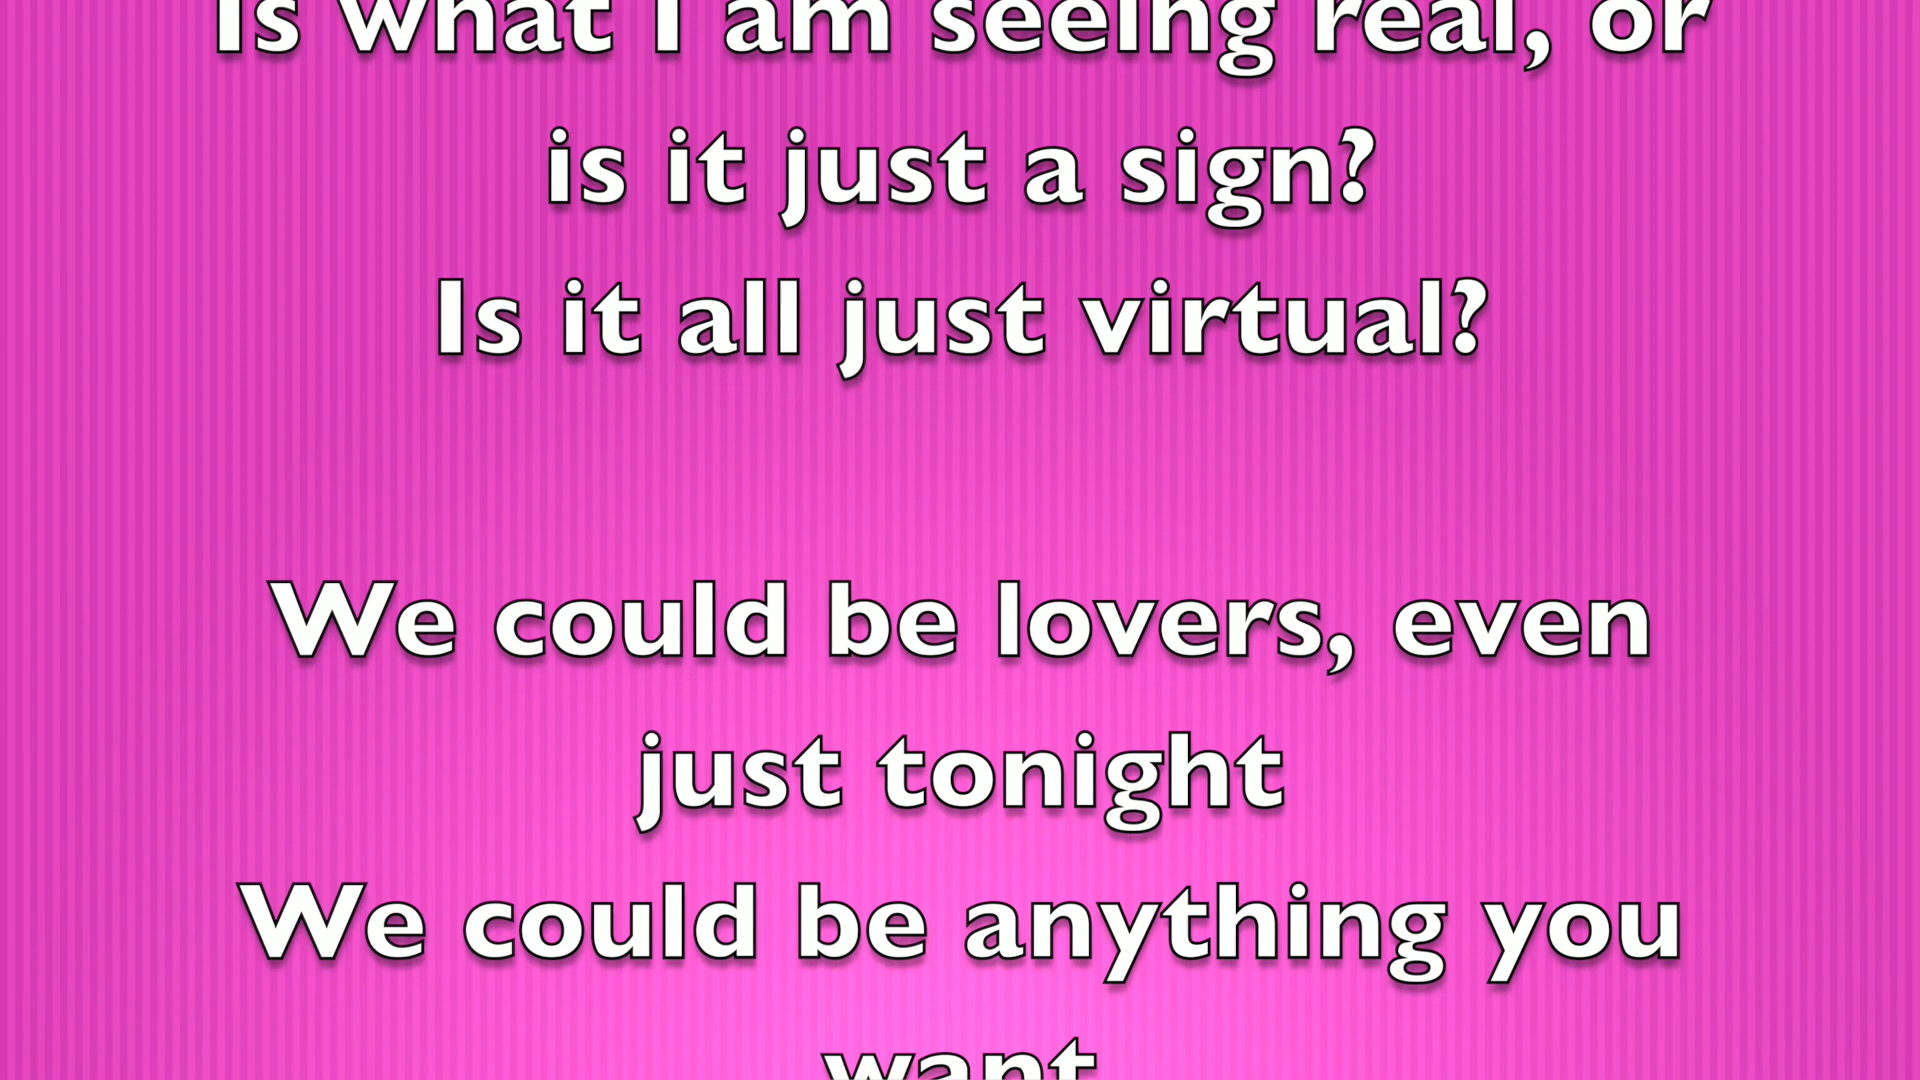 Is what I am seeing real, or
is it just a sign?
Is it all just virtual?
We could be lovers, even
just tonight
We could be anything you
want